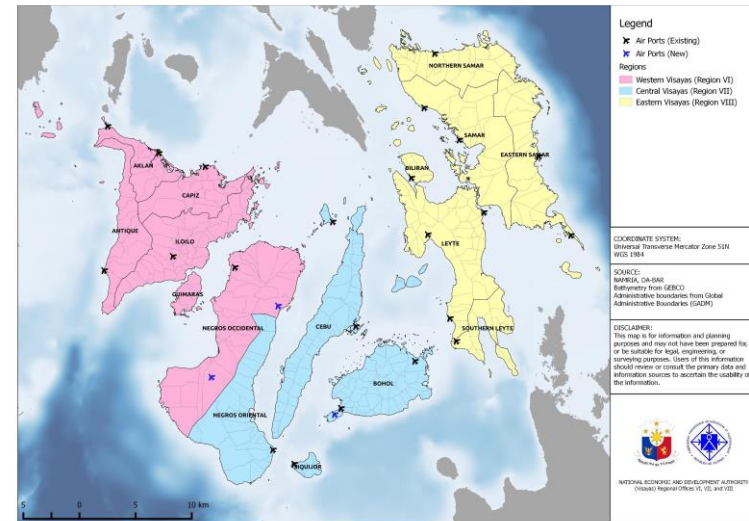 Legend
Air Ports (Existing)
Air Ports (New)
Regions
Western Visayas (Region VI)
Central Visayas (Region VII)
Eastern Visayas (Region VIII)
NORTHERN SAMAR
SAMAR
EASTERN SAMAR
BILIRAN
LEYTE
SOUTHERN LEYTE
AKLAN
CAPIZ
ANTIQUE
ILOILO
GUIMARAS
NEGROS OCCIDENTAL
CEBU
BOHOL
NEGROS ORIENTAL
SIQUIJOR
5 0 5 10 km
COORDINATE SYSTEM:
Universal Transverse Mercator Zone 51N
WGS 1984
SOURCE:
NAMRIA, DA-BAR
Bathymetry from GEBCO
Administrative boundaries from Global
Administrative Boundaries (GADM)
DISCLAIMER:
This map is for information and planning
purposes and may not have been prepared for,
or be suitable for legal, engineering, or
surveying purposes. Users of this information
should review or consult the primary data and
information sources to ascertain the usability of
the information.
NATIONAL ECONOMIC AND DEVELOPMENT AUTHORITY
(Visayas) Regional Offices VI, VII, and VIII